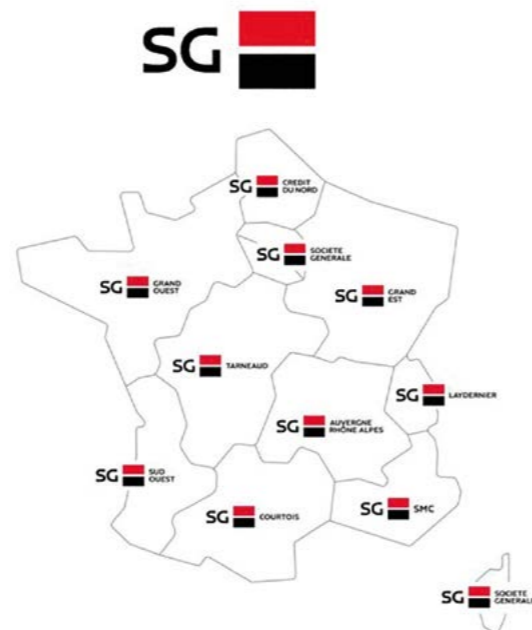 SG
SG CREDIT
DU NORD
SG SOCIETE
GENERALE
SG GRAND
OUEST
SG GRAND
EST
SG TARNEAUD
SG LAYDERNIER
SG AUVERGNE
RHÔNE ALPES
SG SUD
OUEST
SG COURTOIS
SG SMC
SG SOCIETE
GENERALE